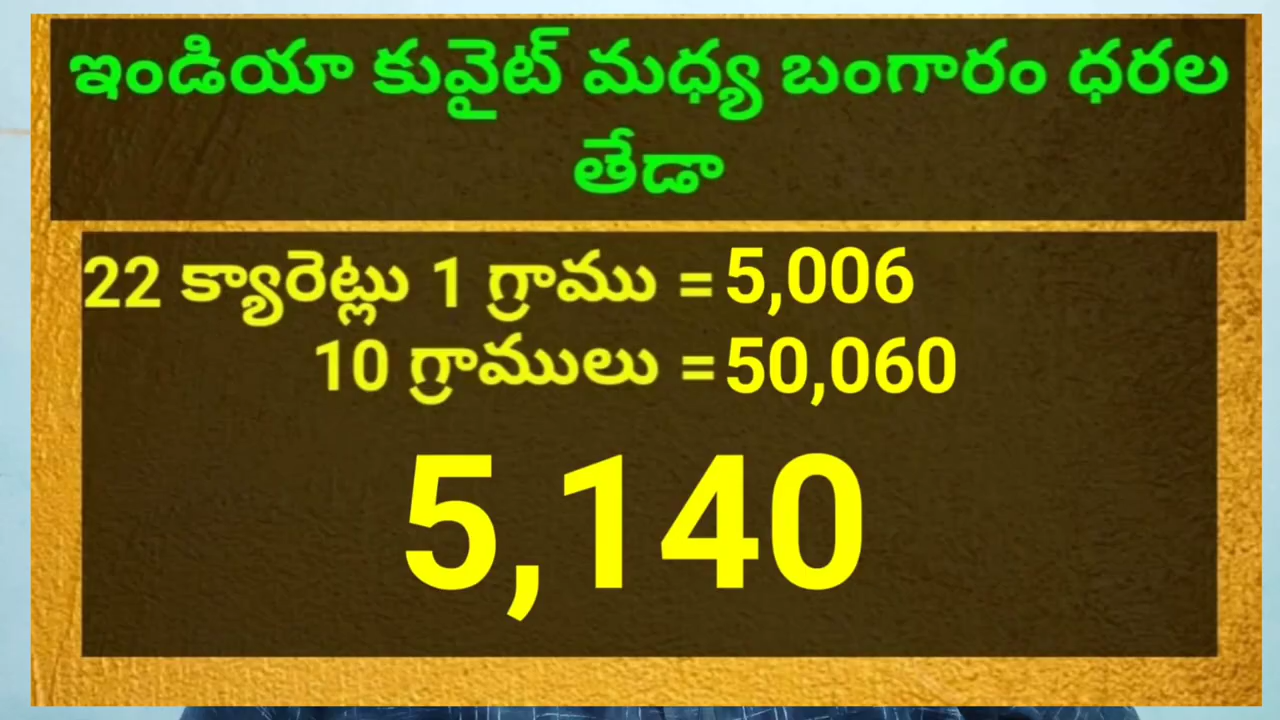 ఇండియా కువైట్ మధ్య బంగారం ధరల
తేడా
22 క్యారెట్లు 1 గ్రాము =5,006
10 గ్రాములు =50,060
5,140